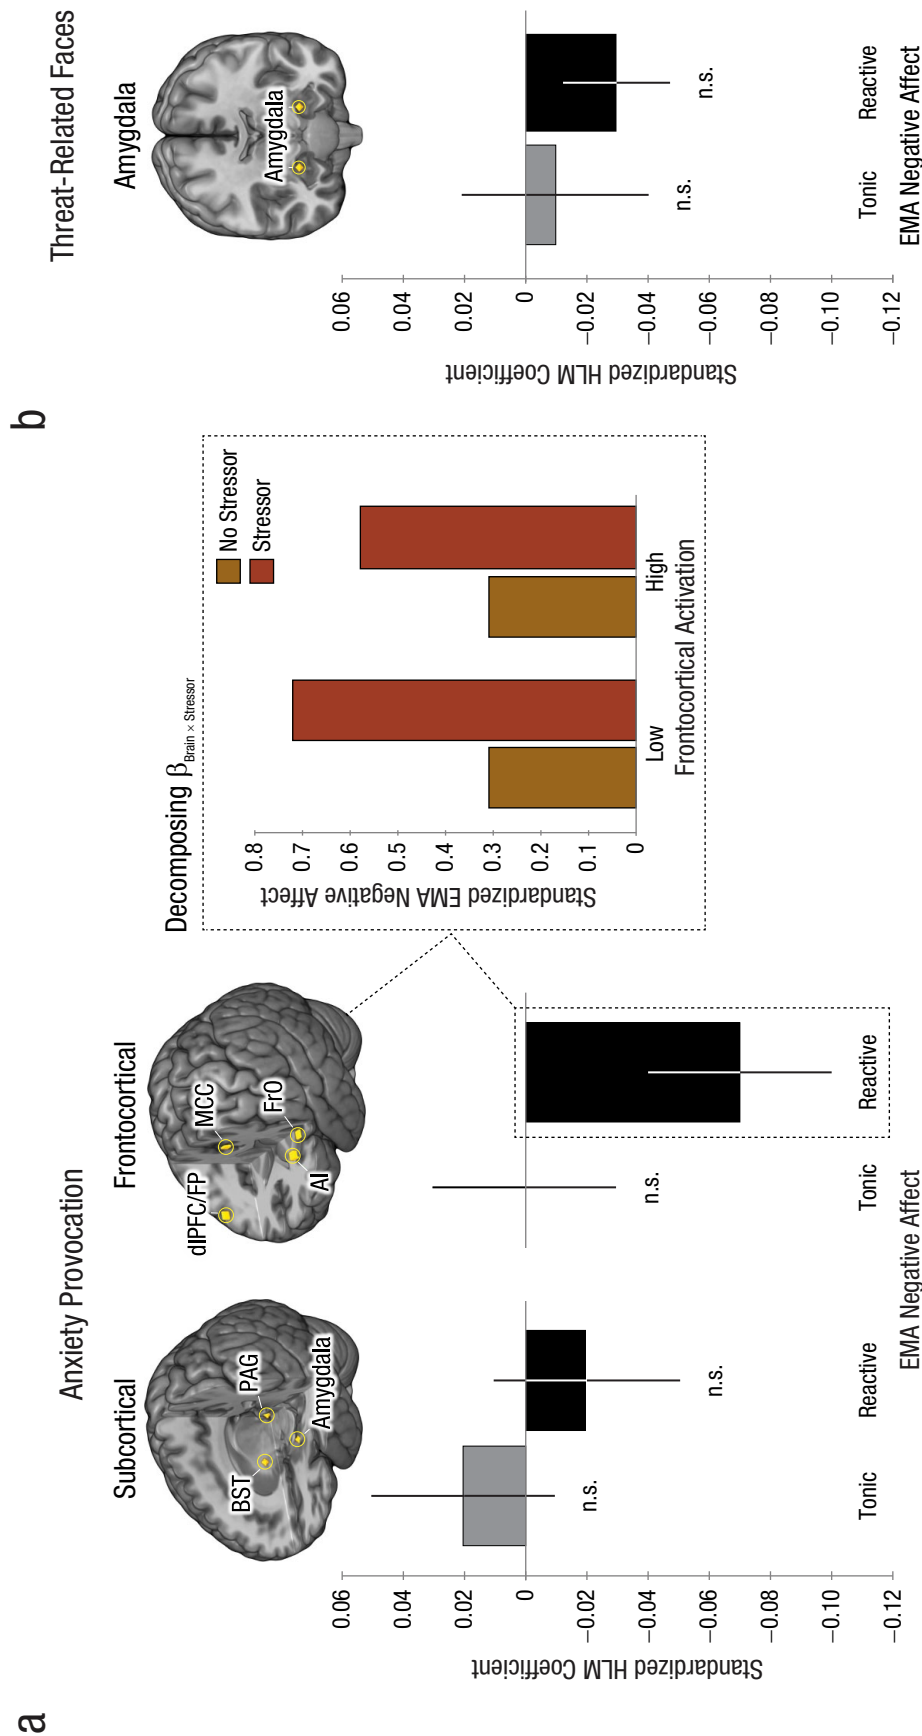 a
Anxiety Provocation
Subcortical
BST
PAG
Amygdala
Frontocortical
dlPFC/FP
MCC
FrO
AI
Standardized HLM Coefficient
0.06
0.04
0.02
0
−0.02
−0.04
−0.06
−0.08
−0.10
−0.12
n.s.
n.s.
n.s.
Tonic
Reactive
Tonic
Reactive
EMA Negative Affect
Decomposing βBrain × Stressor
No Stressor
Stressor
Standardized EMA Negative Affect
0.8
0.7
0.6
0.5
0.4
0.3
0.2
0.1
0
Low
High
Frontocortical Activation
b
Threat-Related Faces
Amygdala
Amygdala
Standardized HLM Coefficient
0.06
0.04
0.02
0
−0.02
−0.04
−0.06
−0.08
−0.10
−0.12
n.s.
n.s.
Tonic
Reactive
EMA Negative Affect